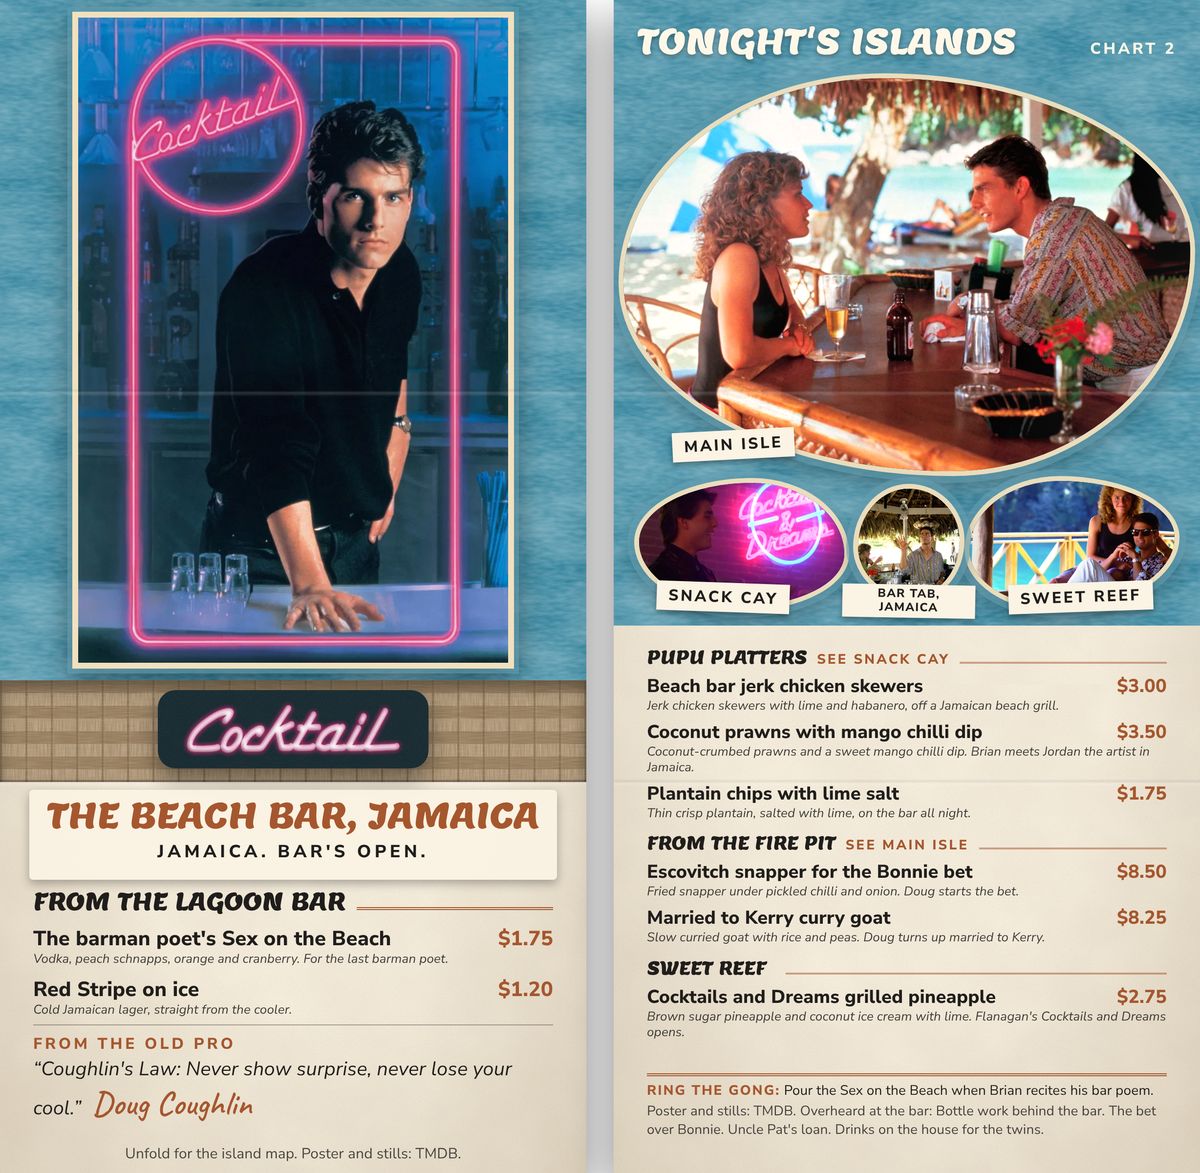 Cocktail
Cocktail
THE BEACH BAR, JAMAICA
JAMAICA. BAR'S OPEN.
FROM THE LAGOON BAR
The barman poet's Sex on the Beach $1.75
Vodka, peach schnapps, orange and cranberry. For the last barman poet.
Red Stripe on ice $1.20
Cold Jamaican lager, straight from the cooler.
FROM THE OLD PRO
“Coughlin's Law: Never show surprise, never lose your
cool.” Doug Coughlin
Unfold for the island map. Poster and stills: TMDB.
TONIGHT'S ISLANDS
CHART 2
MAIN ISLE
Cocktails
&
Dreams
SNACK CAY
BAR TAB,
JAMAICA
SWEET REEF
PUPU PLATTERS SEE SNACK CAY
Beach bar jerk chicken skewers $3.00
Jerk chicken skewers with lime and habanero, off a Jamaican beach grill.
Coconut prawns with mango chilli dip $3.50
Coconut-crumbed prawns and a sweet mango chilli dip. Brian meets Jordan the artist in
Jamaica.
Plantain chips with lime salt $1.75
Thin crisp plantain, salted with lime, on the bar all night.
FROM THE FIRE PIT SEE MAIN ISLE
Escovitch snapper for the Bonnie bet $8.50
Fried snapper under pickled chilli and onion. Doug starts the bet.
Married to Kerry curry goat $8.25
Slow curried goat with rice and peas. Doug turns up married to Kerry.
SWEET REEF
Cocktails and Dreams grilled pineapple $2.75
Brown sugar pineapple and coconut ice cream with lime. Flanagan's Cocktails and Dreams
opens.
RING THE GONG: Pour the Sex on the Beach when Brian recites his bar poem.
Poster and stills: TMDB. Overheard at the bar: Bottle work behind the bar. The bet
over Bonnie. Uncle Pat's loan. Drinks on the house for the twins.